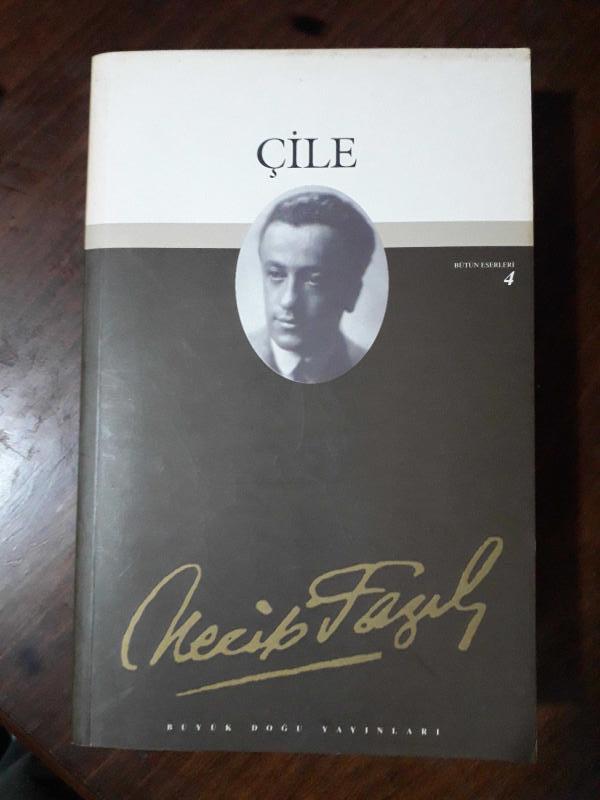 ÇİLE
BÜTÜN ESERLERİ
4
Necip Fazıl
BÜYÜK DOĞU YAYINLARI